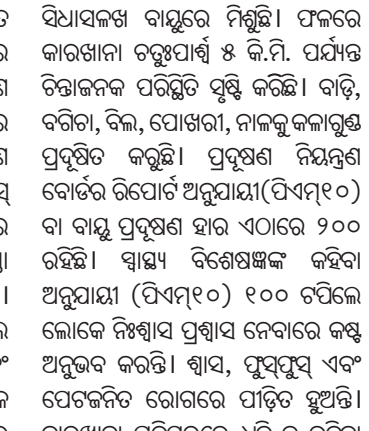 ସିଧାସଳଖ ବାୟୁରେ ମିଶୁଛି। ଫଳରେ
କାରଖାନା ଚତୁଃପାର୍ଶ୍ୱ ୫ କି.ମି. ପର୍ଯ୍ୟନ୍ତ
ଚିନ୍ତାଜନକ ପରିସ୍ଥିତି ସୃଷ୍ଟି କରିଛି। ବାଡ଼ି,
ବଗିଚା, ବିଲ, ପୋଖରୀ, ନାଳକୁ କଳାଗୁଣ୍ଡ
ପ୍ରଦୂଷିତ କରୁଛି। ପ୍ରଦୂଷଣ ନିୟନ୍ତ୍ରଣ
ବୋର୍ଡର ରିପୋର୍ଟ ଅନୁଯାୟୀ(ପିଏମ୍‌୧୦)
ବା ବାୟୁ ପ୍ରଦୂଷଣ ହାର ଏଠାରେ ୨୦୦
ରହିଛି। ସ୍ୱାସ୍ଥ୍ୟ ବିଶେଷଜ୍ଞଙ୍କ କହିବା
ଅନୁଯାୟୀ (ପିଏମ୍‌୧୦) ୧୦୦ ଟପିଲେ
ଲୋକେ ନିଃଶ୍ୱାସ ପ୍ରଶ୍ୱାସ ନେବାରେ କଷ୍ଟ
ଅନୁଭବ କରନ୍ତି। ଶ୍ୱାସ, ଫୁସ୍‌ଫୁସ୍ ଏବଂ
ପେଟଜନିତ ରୋଗରେ ପୀଡ଼ିତ ହୁଅନ୍ତି।